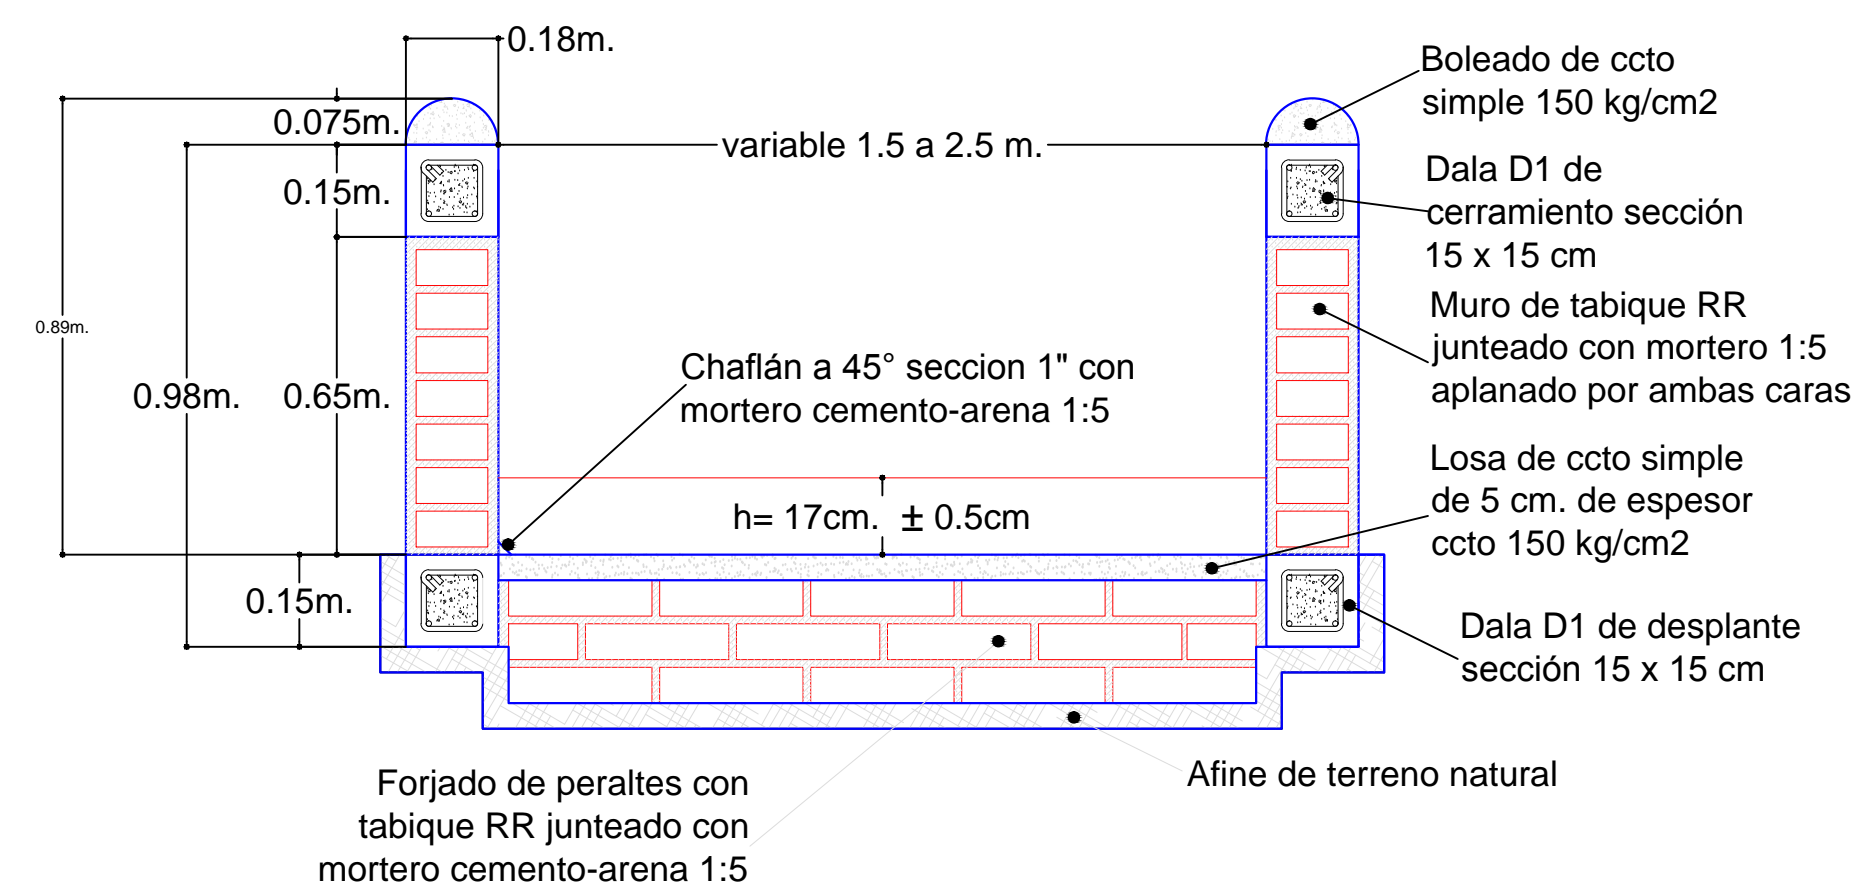 0.18m.
Boleado de ccto
simple 150 kg/cm2
0.075m.
variable 1.5 a 2.5 m.
0.15m.
Dala D1 de
cerramiento sección
15 x 15 cm
Muro de tabique RR
junteado con mortero 1:5
aplanado por ambas caras
0.89m.
0.98m.
0.65m.
Chaflán a 45° seccion 1" con
mortero cemento-arena 1:5
Losa de ccto simple
de 5 cm. de espesor
ccto 150 kg/cm2
h= 17cm. ± 0.5cm
0.15m.
Dala D1 de desplante
sección 15 x 15 cm
Forjado de peraltes con
tabique RR junteado con
mortero cemento-arena 1:5
Afine de terreno natural